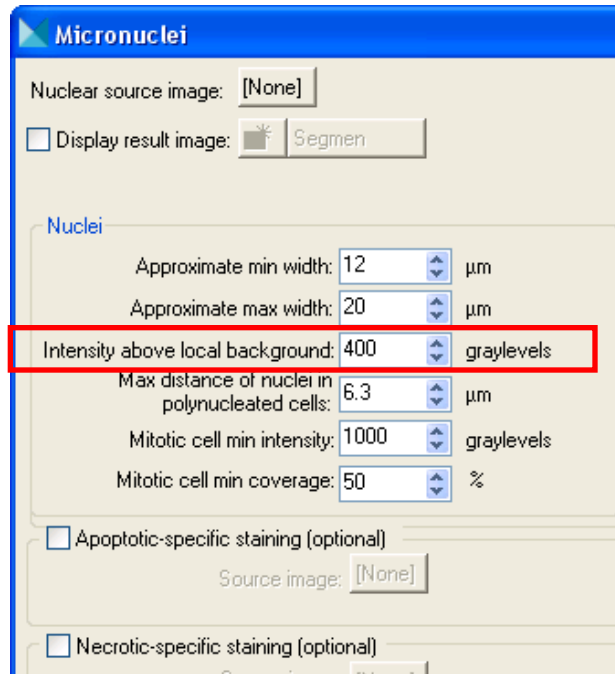 Micronuclei
Nuclear source image: [None]
Display result image: Segmen
Nuclei
Approximate min width: 12 µm
Approximate max width: 20 µm
Intensity above local background: 400 graylevels
Max distance of nuclei in
polynucleated cells: 6.3 µm
Mitotic cell min intensity: 1000 graylevels
Mitotic cell min coverage: 50 %
Apoptotic-specific staining (optional)
Source image: [None]
Necrotic-specific staining (optional)